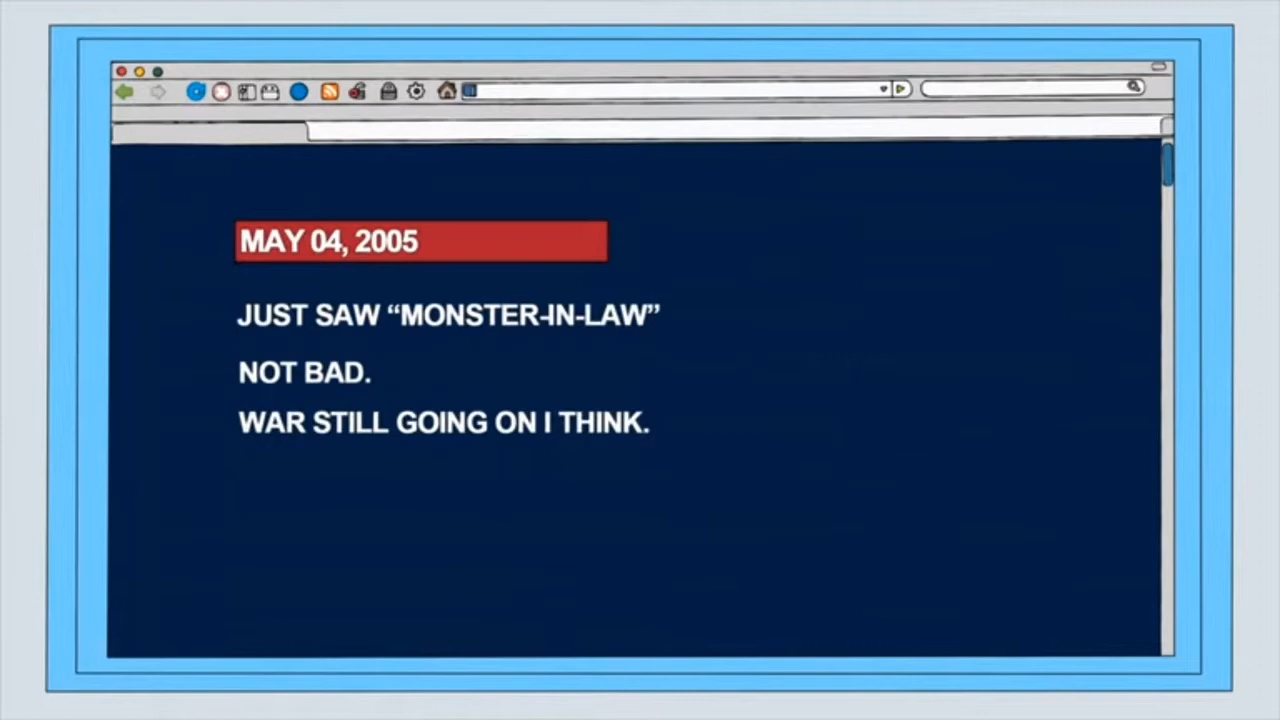 MAY 04, 2005
JUST SAW “MONSTER-IN-LAW”
NOT BAD.
WAR STILL GOING ON I THINK.